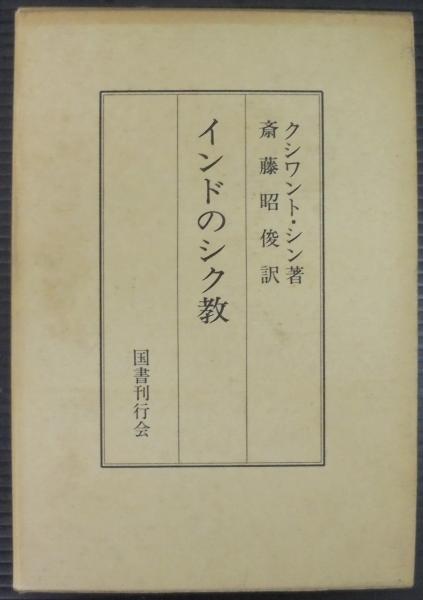 クシワント・シン著
斎藤昭俊訳
インドのシク教
国書刊行会